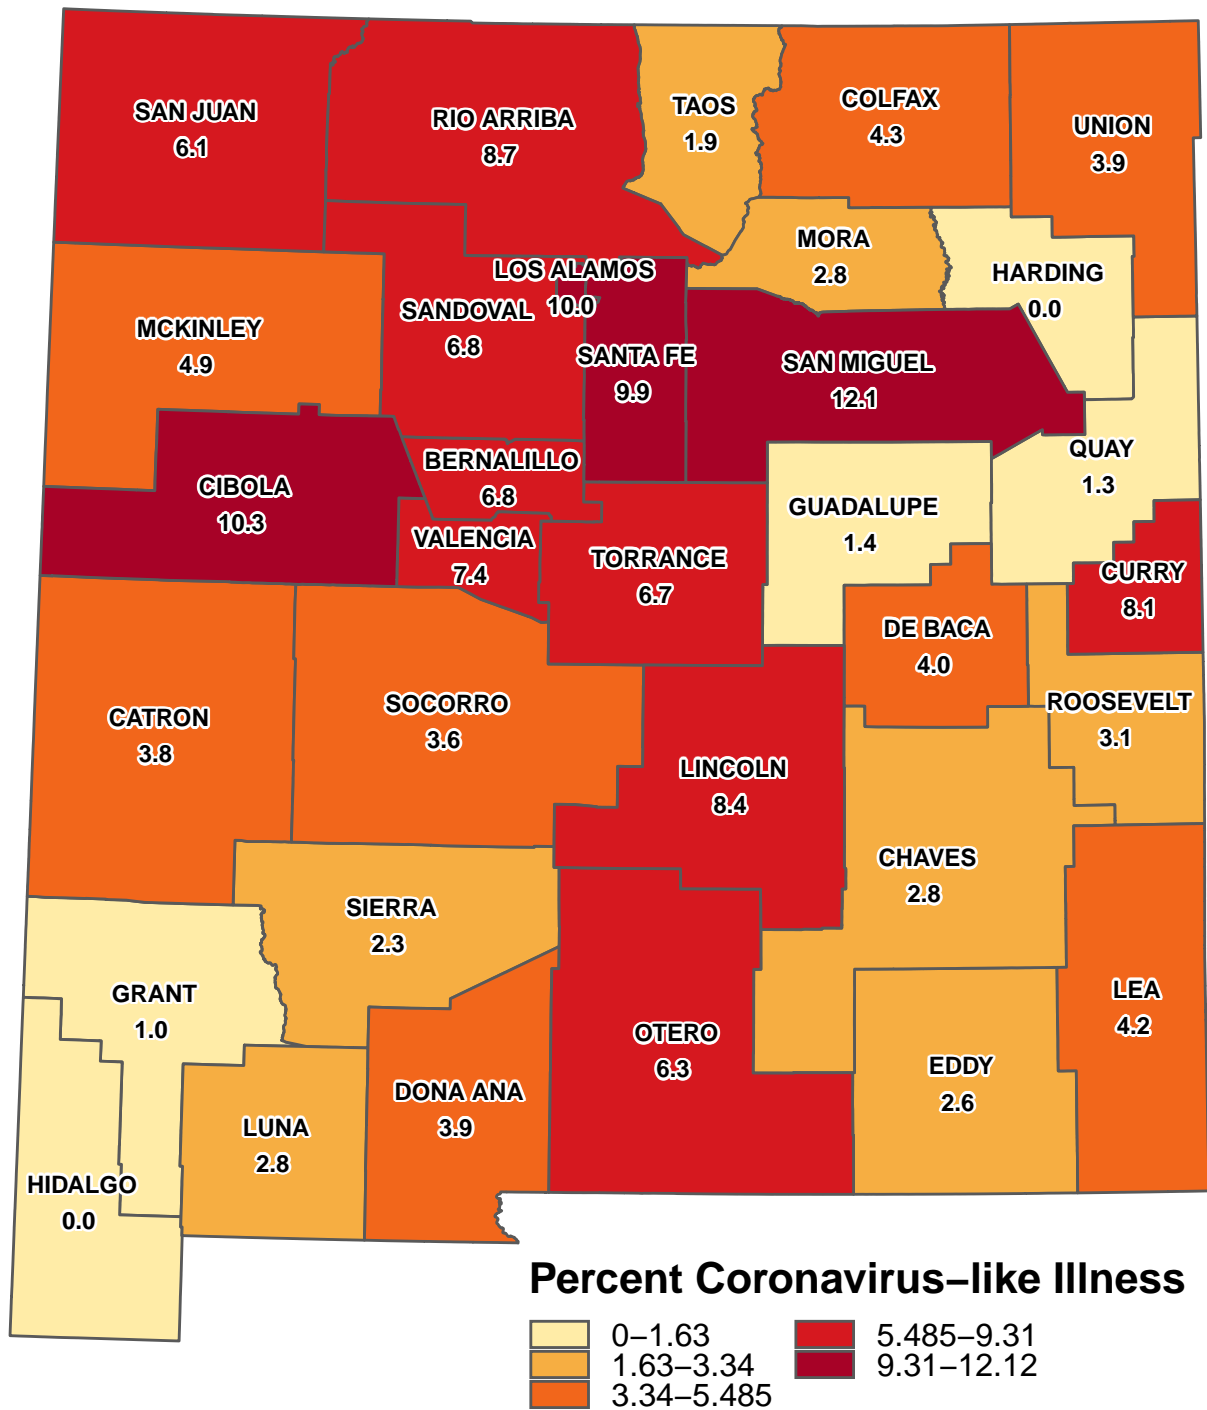 SAN JUAN
6.1
RIO ARRIBA
8.7
TAOS
1.9
COLFAX
4.3
UNION
3.9
MORA
2.8
HARDING
0.0
LOS ALAMOS
10.0
SANDOVAL
6.8
MCKINLEY
4.9
SANTA FE
9.9
SAN MIGUEL
12.1
QUAY
1.3
CIBOLA
10.3
BERNALILLO
6.8
GUADALUPE
1.4
VALENCIA
7.4
TORRANCE
6.7
CURRY
8.1
DE BACA
4.0
ROOSEVELT
3.1
CATRON
3.8
SOCORRO
3.6
LINCOLN
8.4
CHAVES
2.8
SIERRA
2.3
GRANT
1.0
LEA
4.2
OTERO
6.3
EDDY
2.6
DONA ANA
3.9
LUNA
2.8
HIDALGO
0.0
Percent Coronavirus−like Illness
0−1.63
1.63−3.34
3.34−5.485
5.485−9.31
9.31−12.12